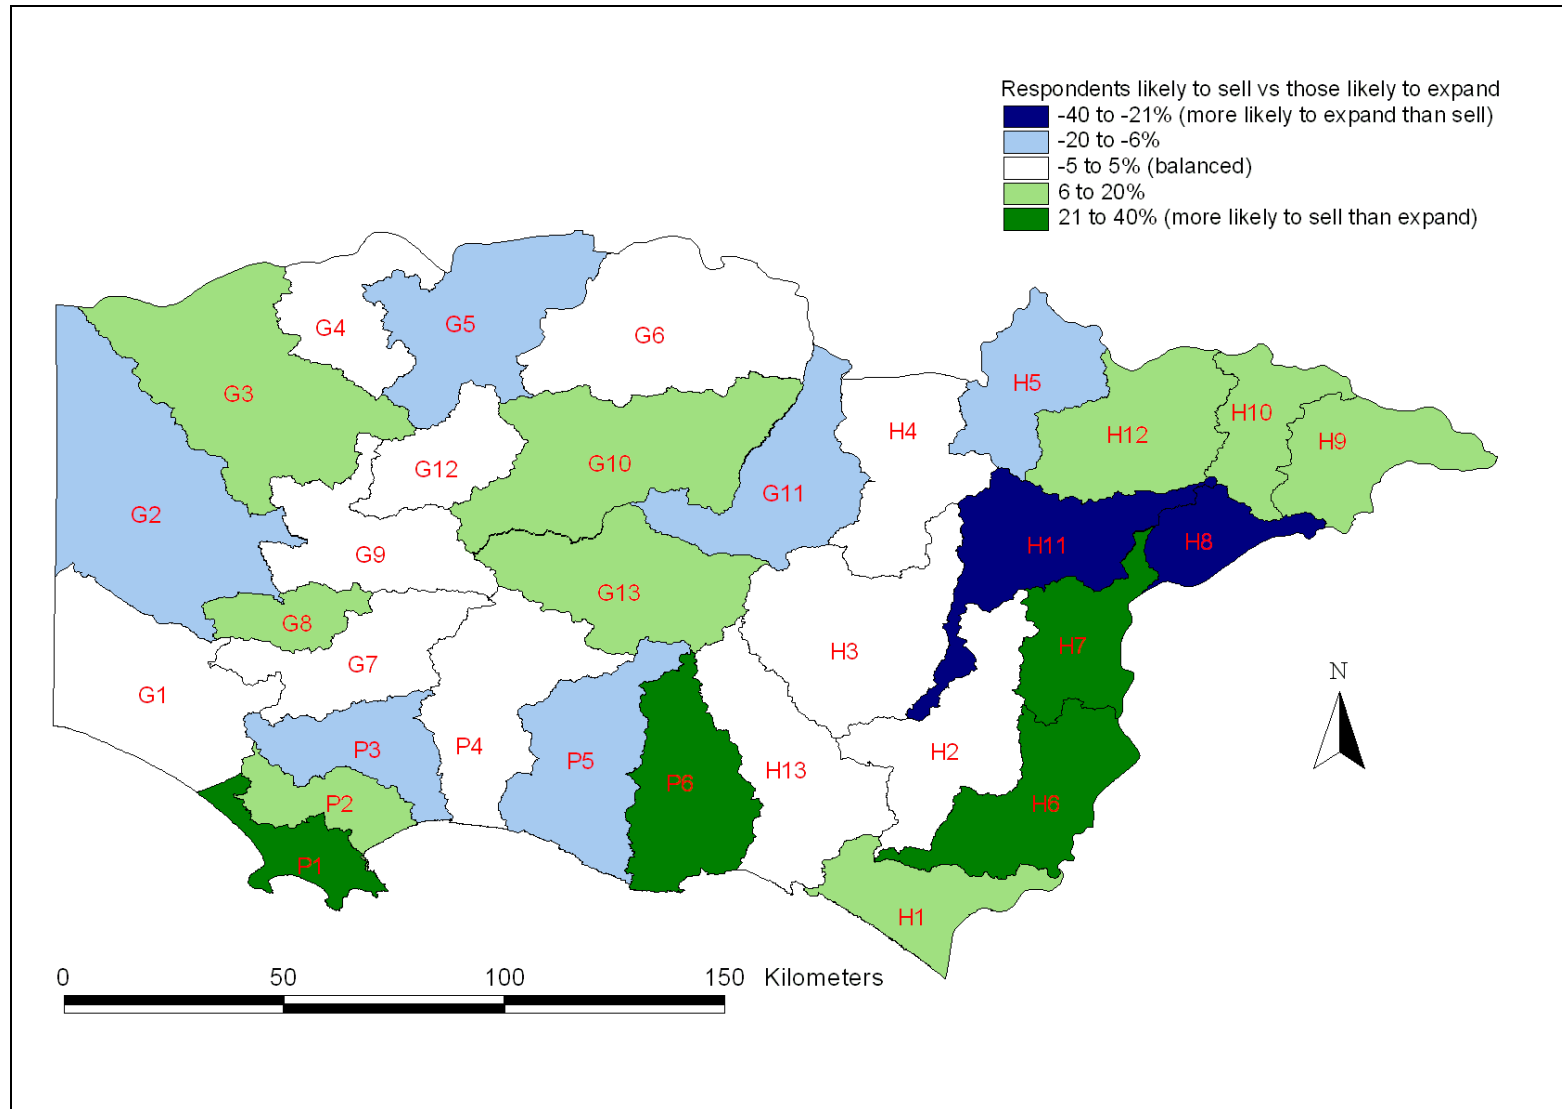 Respondents likely to sell vs those likely to expand
-40 to -21% (more likely to expand than sell)
-20 to -6%
-5 to 5% (balanced)
6 to 20%
21 to 40% (more likely to sell than expand)
G4
G5
G6
G3
H5
G12
G10
H4
H12
H10
H9
G2
G11
G9
H11
H8
G13
G8
G7
H3
H7
G1
N
P3
P4
P5
H2
P2
P6
H13
H6
P1
H1
0 50 100 150 Kilometers